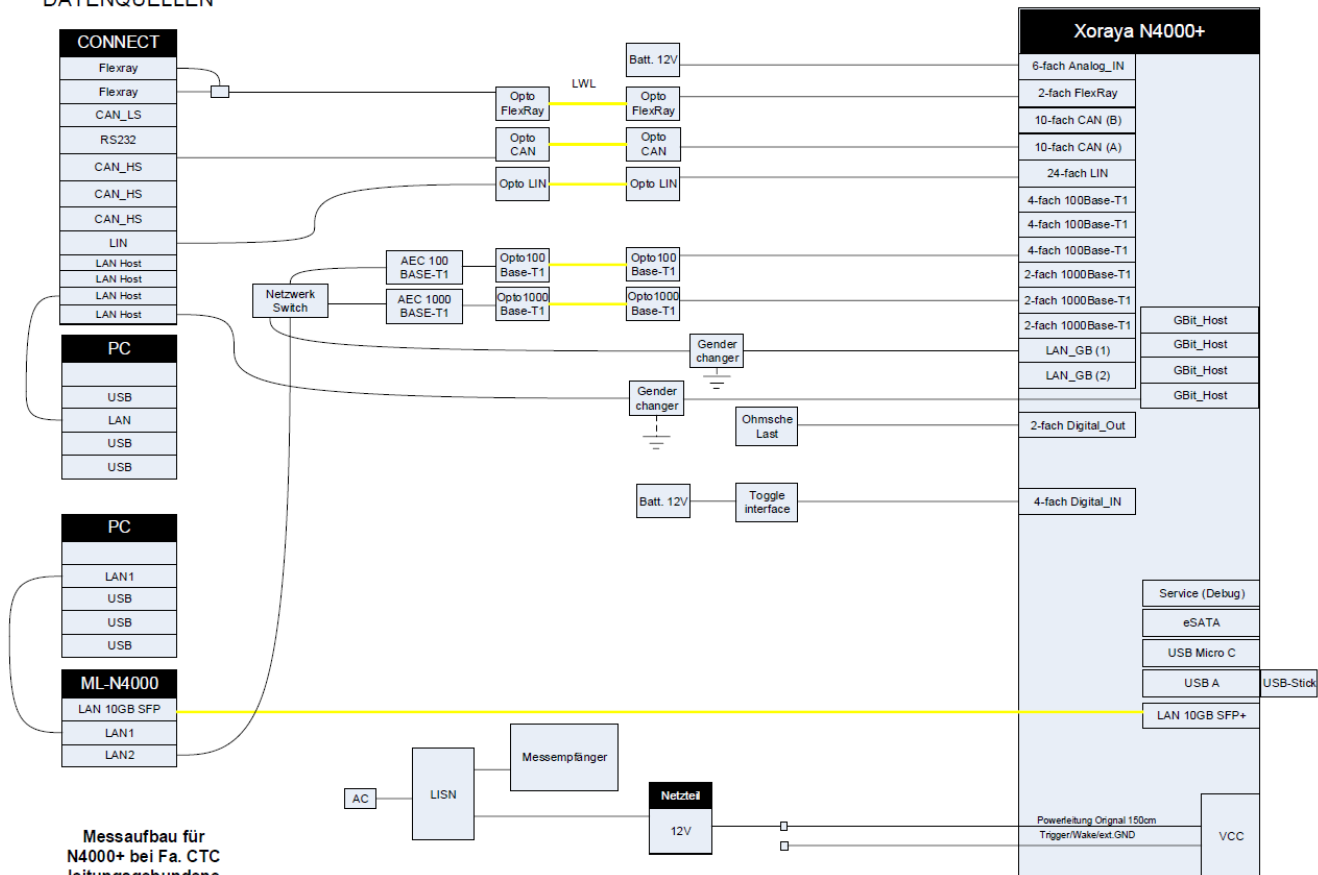 DATENQUELLEN
CONNECT
Flexray
Flexray
CAN_LS
RS232
CAN_HS
CAN_HS
CAN_HS
LIN
LAN Host
LAN Host
LAN Host
LAN Host
PC
USB
LAN
USB
USB
PC
LAN1
USB
USB
USB
ML-N4000
LAN 10GB SFP
LAN1
LAN2
Messaufbau für
N4000+ bei Fa. CTC
leitungsgebundene
Netzwerk
Switch
AEC 100
BASE-T1
AEC 1000
BASE-T1
LWL
Opto
FlexRay
Opto
CAN
Opto LIN
Opto100
Base-T1
Opto1000
Base-T1
Batt. 12V
Opto
FlexRay
Opto
CAN
Opto LIN
Opto100
Base-T1
Opto1000
Base-T1
Gender
changer
Gender
changer
Ohmsche
Last
Batt. 12V
Toggle
interface
AC
LISN
Messempfänger
Netzteil
12V
Xoraya N4000+
6-fach Analog_IN
2-fach FlexRay
10-fach CAN (B)
10-fach CAN (A)
24-fach LIN
4-fach 100Base-T1
4-fach 100Base-T1
4-fach 100Base-T1
2-fach 1000Base-T1
2-fach 1000Base-T1
2-fach 1000Base-T1
LAN_GB (1)
LAN_GB (2)
GBit_Host
GBit_Host
GBit_Host
GBit_Host
2-fach Digital_Out
4-fach Digital_IN
Service (Debug)
eSATA
USB Micro C
USB A
USB-Stick
LAN 10GB SFP+
Powerleitung Orignal 150cm
Trigger/Wake/ext.GND
VCC